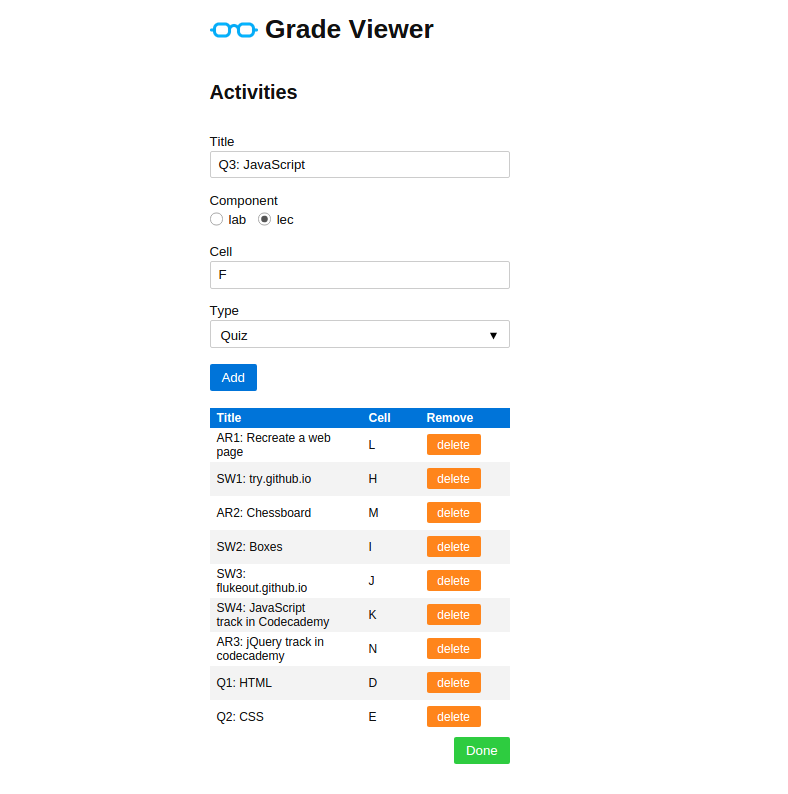 Grade Viewer
Activities
Title
Q3: JavaScript
Component
lab lec
Cell
F
Type
Quiz ▼
Add
Title Cell Remove
AR1: Recreate a web
page L delete
SW1: try.github.io H delete
AR2: Chessboard M delete
SW2: Boxes I delete
SW3:
flukeout.github.io J delete
SW4: JavaScript
track in Codecademy K delete
AR3: jQuery track in
codecademy N delete
Q1: HTML D delete
Q2: CSS E delete
Done